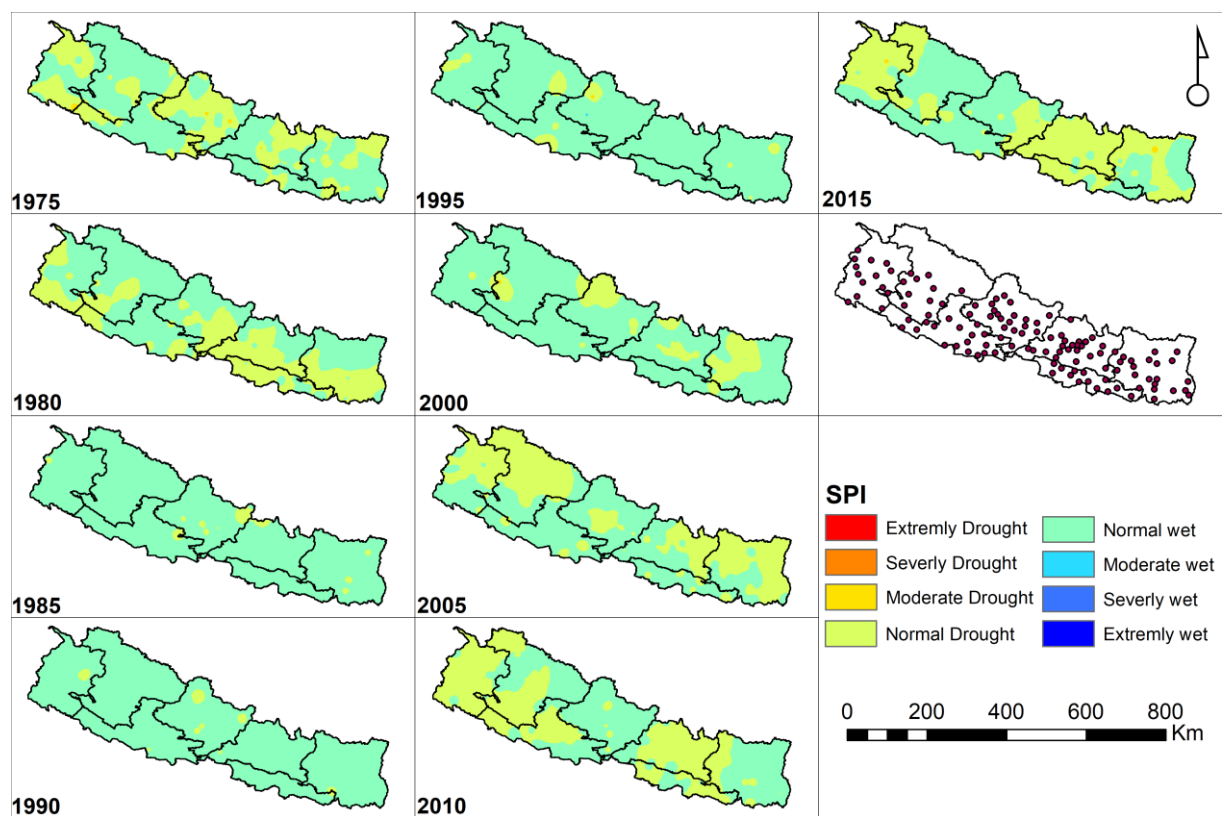 1975
1995
2015
1980
2000
1985
2005
1990
2010
SPI
Extremly Drought
Severly Drought
Moderate Drought
Normal Drought
Normal wet
Moderate wet
Severly wet
Extremly wet
0 200 400 600 800
Km